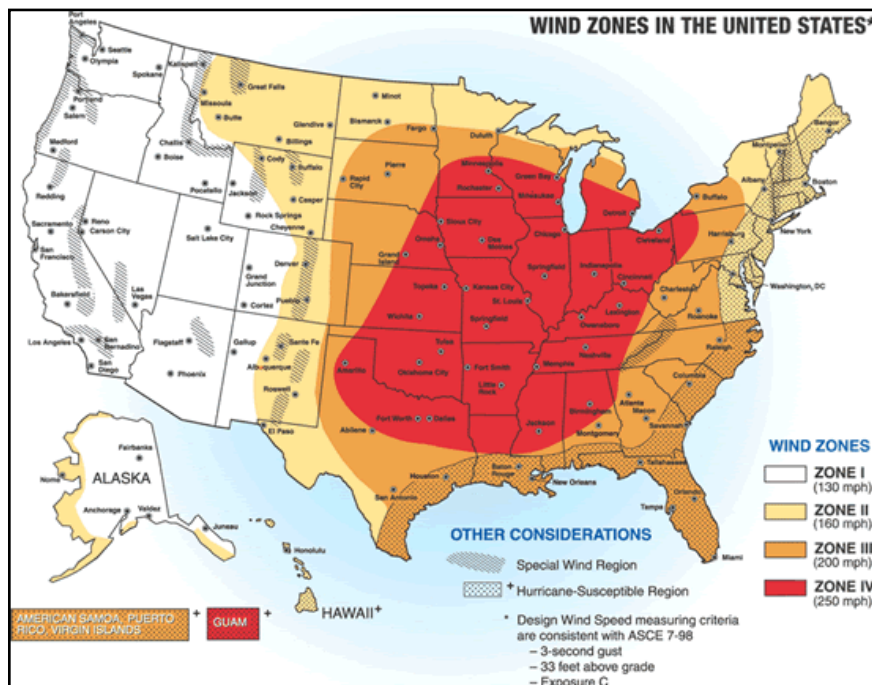 WIND ZONES IN THE UNITED STATES*
Port
Angeles
Seattle
Olympia
Spokane
Kalispell
Great Falls
Portland
Salem
Missoula
Butte
Glendive
Billings
Minot
Bismarck
Fargo
Duluth
Medford
Challis
Boise
Pocatello
Cody
Buffalo
Jackson
Casper
Rock Springs
Cheyenne
Pierre
Rapid
City
Minneapolis
Rochester
Green Bay
Milwaukee
Bangor
Montpelier
Albany
Boston
Buffalo
New York
Redding
Sacramento
Reno
Carson City
San
Francisco
Salt Lake City
Denver
Pueblo
Grand
Junction
Cortez
Grand
Island
Omaha
Sioux City
Des
Moines
Chicago
Detroit
Cleveland
Harrisburg
Washington, DC
Bakersfield
Las
Vegas
Los Angeles
San
Bernadino
San
Diego
Flagstaff
Phoenix
Gallup
Sante Fe
Albuquerque
Roswell
El Paso
Topeka
Kansas City
Wichita
Springfield
St. Louis
Springfield
Indianapolis
Cincinnati
Lexington
Owensboro
Charleston
Roanoke
Raleigh
Amarillo
Tulsa
Oklahoma City
Fort Smith
Little
Rock
Memphis
Nashville
Columbia
Atlanta
Macon
Savannah
Fort Worth
Dallas
Abilene
Jackson
Birmingham
Montgomery
Tallahassee
San Antonio
Houston
Baton
Rouge
New Orleans
Orlando
Tampa
Miami
Fairbanks
Nome
ALASKA
Anchorage
Valdez
Juneau
Honolulu
HAWAII+
AMERICAN SAMOA, PUERTO
RICO, VIRGIN ISLANDS
+
GUAM
+
OTHER CONSIDERATIONS
Special Wind Region
+ Hurricane-Susceptible Region
* Design Wind Speed measuring criteria
are consistent with ASCE 7-98
– 3-second gust
– 33 feet above grade
– Exposure C
WIND ZONES
ZONE I
(130 mph)
ZONE II
(160 mph)
ZONE III
(200 mph)
ZONE IV
(250 mph)